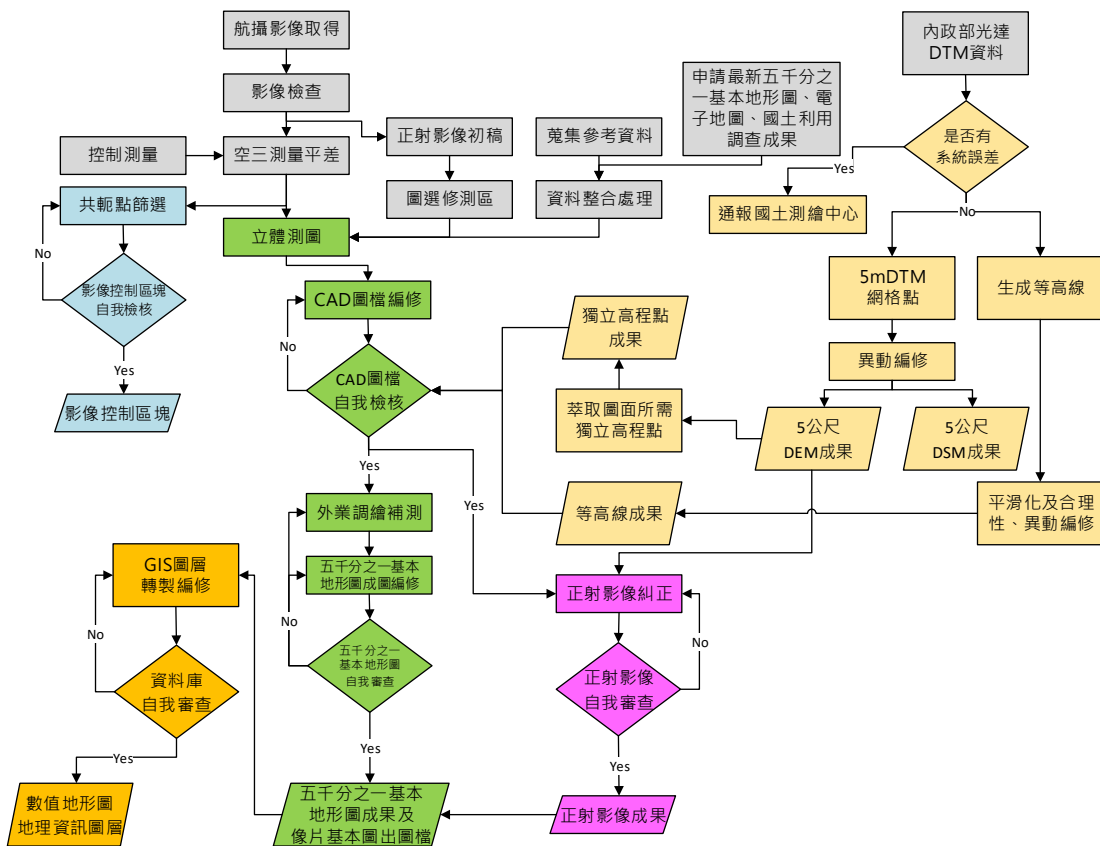 航攝影像取得
影像檢查
控制測量
空三測量平差
正射影像初稿
圖選修測區
蒐集參考資料
資料整合處理
申請最新五千分之
一基本地形圖、電
子地圖、國土利用
調查成果
內政部光達
DTM資料
是否有
系統誤差
Yes
No
通報國土測繪中心
共軛點篩選
No
影像控制區塊
自我檢核
Yes
影像控制區塊
立體測圖
CAD圖檔編修
No
CAD圖檔
自我檢核
Yes
Yes
獨立高程點
成果
萃取圖面所需
獨立高程點
5mDTM
網格點
異動編修
生成等高線
5公尺
DEM成果
5公尺
DSM成果
平滑化及合理
性、異動編修
等高線成果
外業調繪補測
五千分之一基本
地形圖成圖編修
No
五千分之一
基本地形圖
自我審查
Yes
GIS圖層
轉製編修
No
資料庫
自我審查
Yes
數值地形圖
地理資訊圖層
正射影像糾正
No
正射影像
自我審查
Yes
正射影像成果
五千分之一基本
地形圖成果及
像片基本圖出圖檔